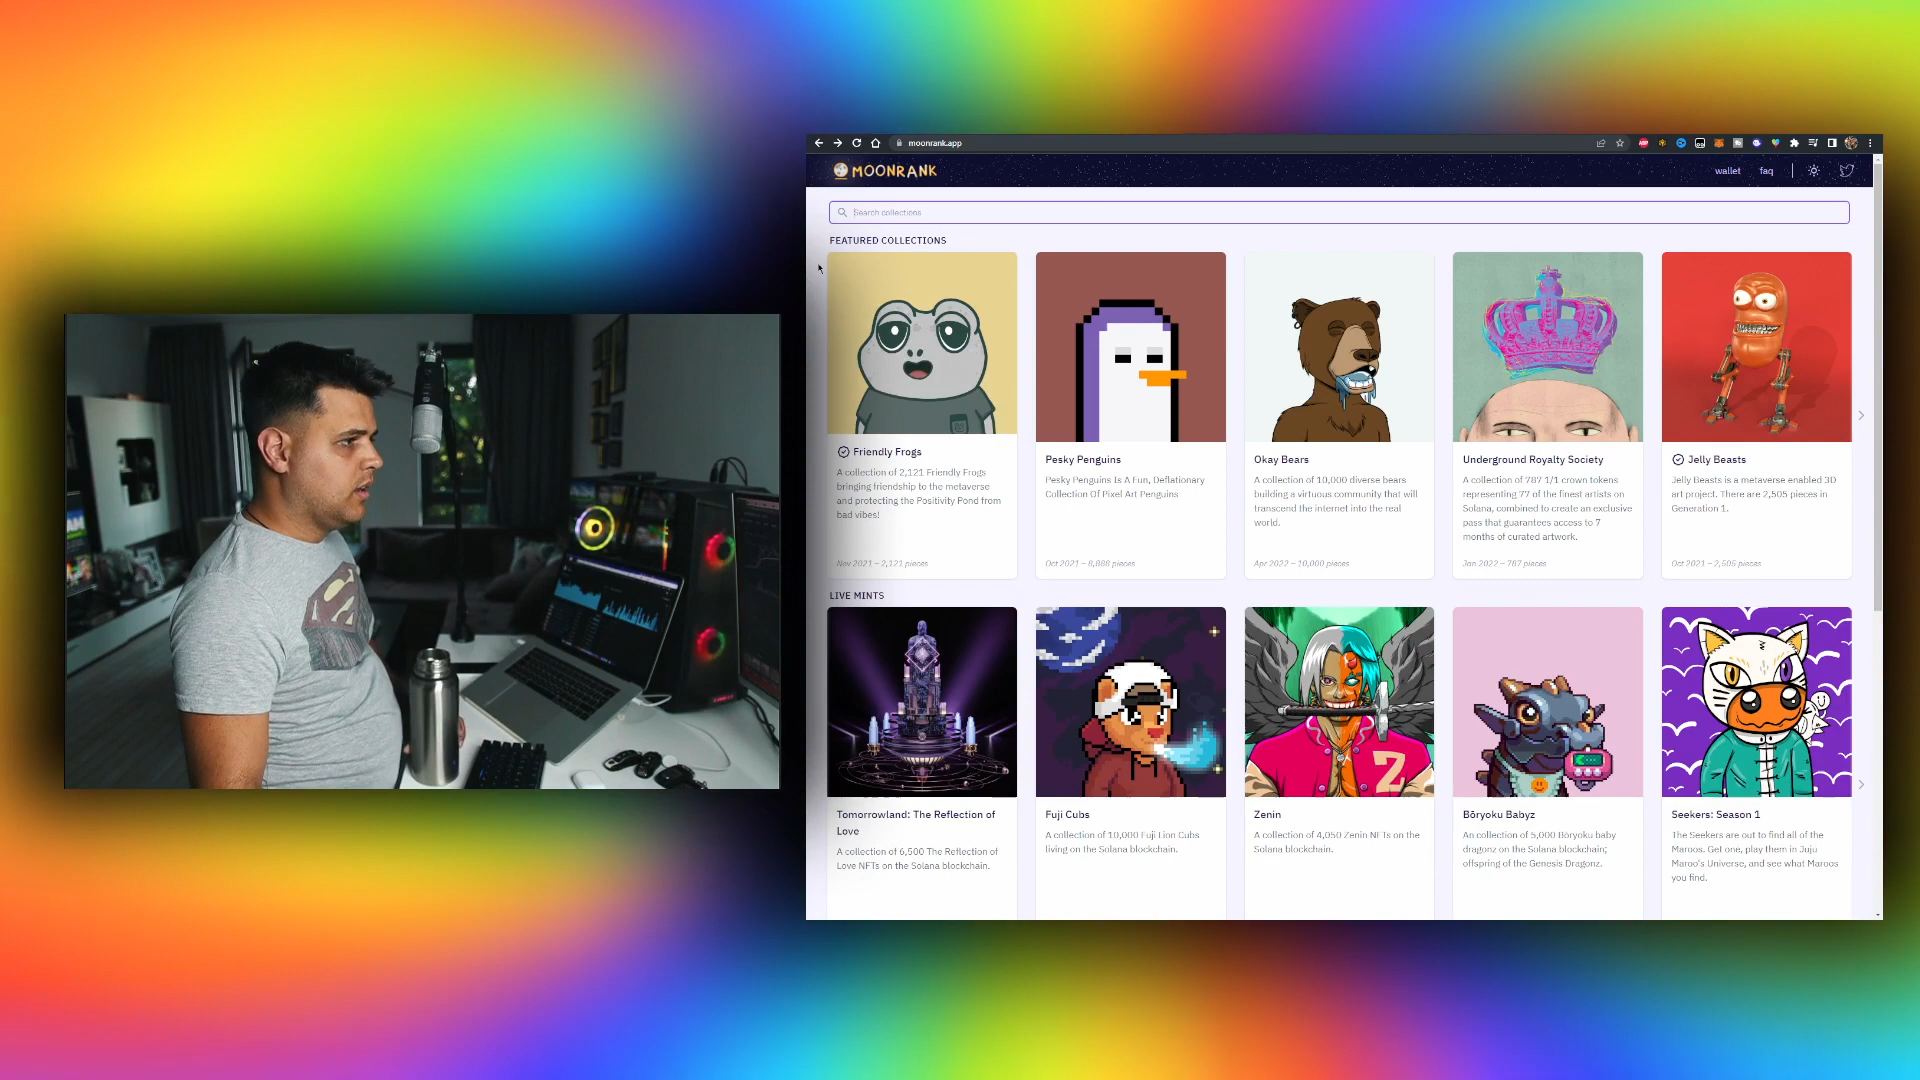 moonrank.app
MOONRANK
wallet
faq
Search collections
FEATURED COLLECTIONS
Friendly Frogs
A collection of 2,121 Friendly Frogs
bringing friendship to the metaverse
and protecting the Positivity Pond from
bad vibes!
Nov 2021 – 2,121 pieces
Pesky Penguins
Pesky Penguins Is A Fun, Deflationary
Collection Of Pixel Art Penguins
Oct 2021 – 8,888 pieces
Okay Bears
A collection of 10,000 diverse bears
building a virtuous community that will
transcend the internet into the real
world.
Apr 2022 – 10,000 pieces
Underground Royalty Society
A collection of 787 1/1 crown tokens
representing 77 of the finest artists on
Solana, combined to create an exclusive
pass that guarantees access to 7
months of curated artwork.
Jan 2022 – 787 pieces
Jelly Beasts
Jelly Beasts is a metaverse enabled 3D
art project. There are 2,505 pieces in
Generation 1.
Oct 2021 – 2,505 pieces
LIVE MINTS
Z
Tomorrowland: The Reflection of
Love
A collection of 6,500 The Reflection of
Love NFTs on the Solana blockchain.
Fuji Cubs
A collection of 10,000 Fuji Lion Cubs
living on the Solana blockchain.
Zenin
A collection of 4,050 Zenin NFTs on the
Solana blockchain.
Bōryoku Babyz
An collection of 5,000 Bōryoku baby
dragonz on the Solana blockchain;
offspring of the Genesis Dragonz.
Seekers: Season 1
The Seekers are out to find all of the
Maroos. Get one, play them in Juju
Maroo's Universe, and see what Maroos
you find.